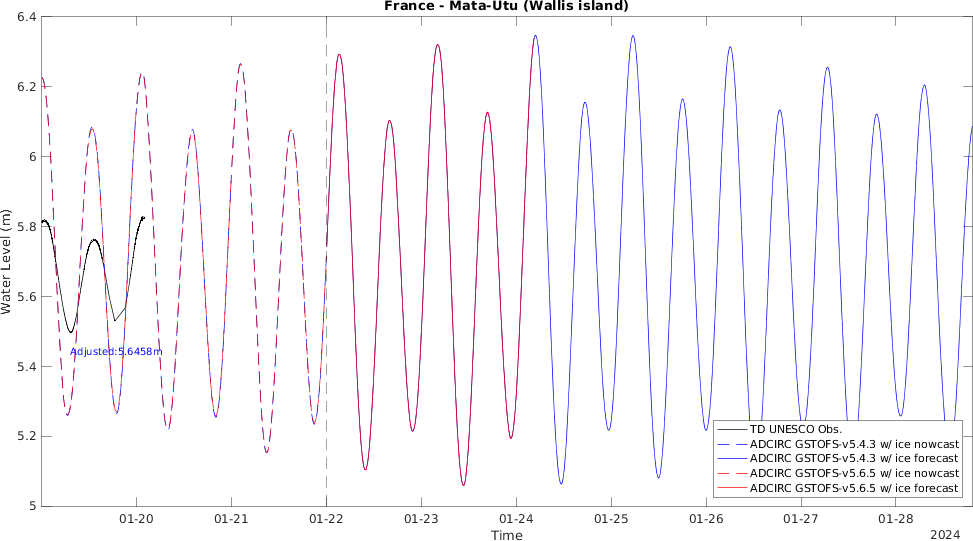 France - Mata-Utu (Wallis island)
6.4
6.2
6
5.8
5.6
5.4
5.2
5
Water Level (m)
Adjusted:5.6458m
TD UNESCO Obs.
ADCIRC GSTOFS-v5.4.3 w/ ice nowcast
ADCIRC GSTOFS-v5.4.3 w/ ice forecast
ADCIRC GSTOFS-v5.6.5 w/ ice nowcast
ADCIRC GSTOFS-v5.6.5 w/ ice forecast
01-20 01-21 01-22 01-23 01-24 01-25 01-26 01-27 01-28
Time
2024